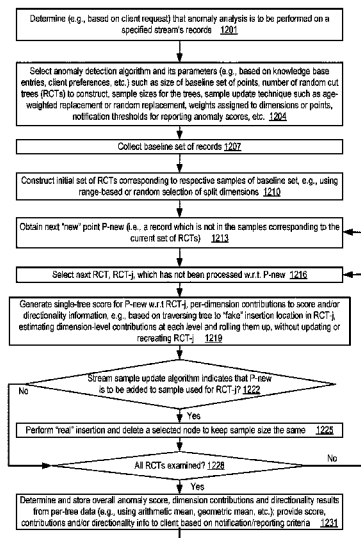 Determine (e.g., based on client request) that anomaly analysis is to be performed on a
specified stream's records 1201
Select anomaly detection algorithm and its parameters (e.g., based on knowledge base
entries, client preferences, etc.) such as size of baseline set of points, number of random cut
trees (RCTs) to construct, sample sizes for the trees, sample update technique such as age-
weighted replacement or random replacement, weights assigned to dimensions or points,
notification thresholds for reporting anomaly scores, etc. 1204
Collect baseline set of records 1207
Construct initial set of RCTs corresponding to respective samples of baseline set, e.g., using
range-based or random selection of split dimensions 1210
Obtain next "new" point P-new (i.e., a record which is not in the samples corresponding to the
current set of RCTs) 1213
Select next RCT, RCT-j, which has not been processed w.r.t. P-new 1216
Generate single-tree score for P-new w.r.t RCT-j, per-dimension contributions to score and/or
directionality information, e.g., based on traversing tree to "fake" insertion location in RCT-j,
estimating dimension-level contributions at each level and rolling them up, without updating or
recreating RCT-j 1219
Stream sample update algorithm indicates that P-new
is to be added to sample used for RCT-j? 1222
No
Yes
Perform "real" insertion and delete a selected node to keep sample size the same 1225
All RCTs examined? 1228
No
Yes
Determine and store overall anomaly score, dimension contributions and directionality results
from per-tree data (e.g., using arithmetic mean, geometric mean, etc.); provide score,
contributions and/or directionality info to client based on notification/reporting criteria 1231